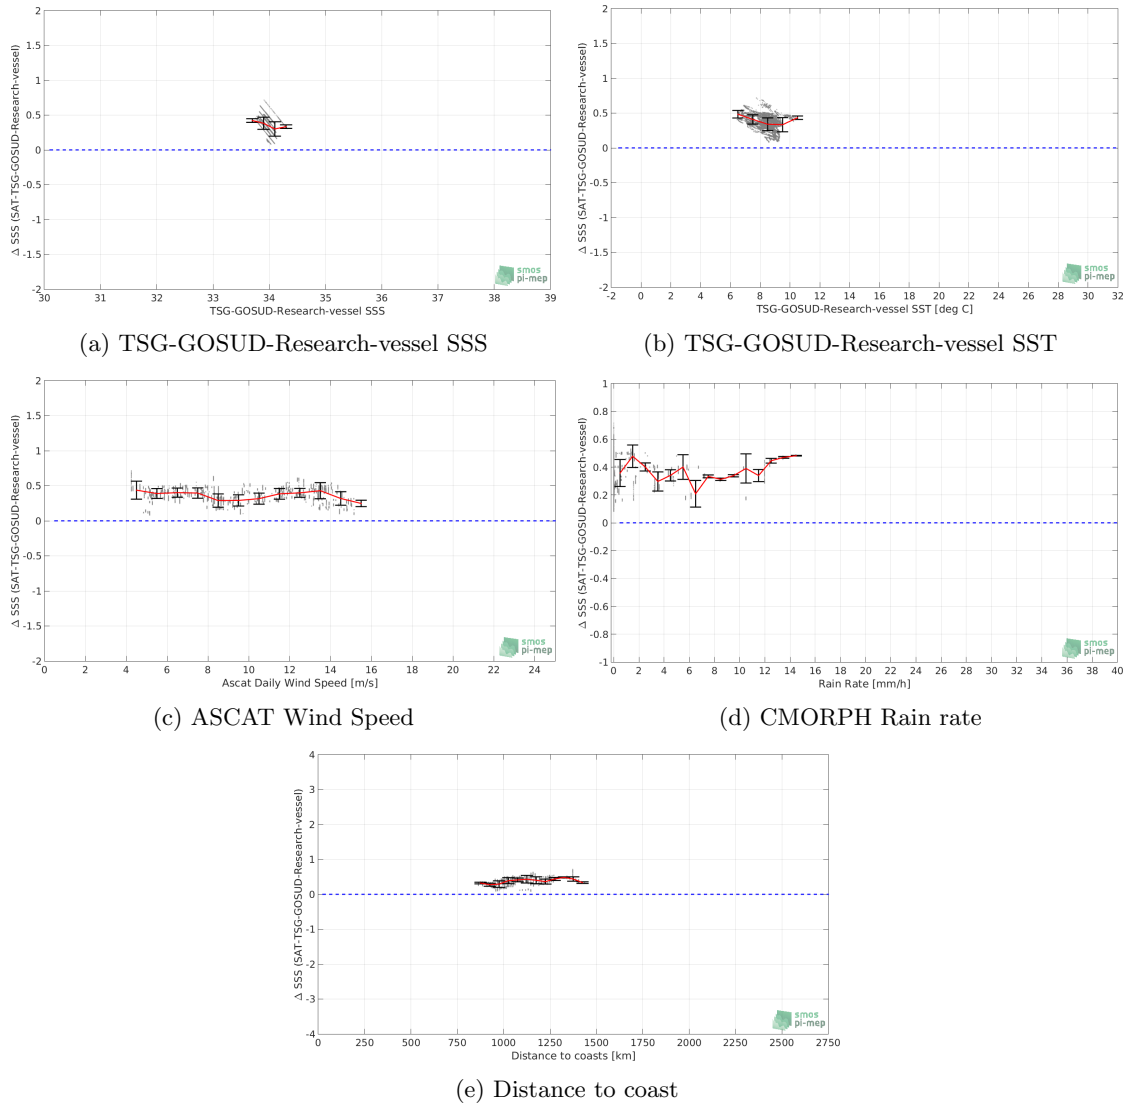 Δ SSS (SAT-TSG-GOSUD-Research-vessel)
2
1.5
1
0.5
0
0.5
-1
1.5
-2
30 31 32 33 34 35 36 37 38 39
TSG-GOSUD-Research-vessel SSS
smos
pi-mep
(a) TSG-GOSUD-Research-vessel SSS
Δ SSS (SAT-TSG-GOSUD-Research-vessel)
2
1.5
1
0.5
0
0.5
-1
1.5
-2
-2 0 2 4 6 8 10 12 14 16 18 20 22 24 26 28 30 32
TSG-GOSUD-Research-vessel SST [deg C]
smos
pi-mep
(b) TSG-GOSUD-Research-vessel SST
Δ SSS (SAT-TSG-GOSUD-Research-vessel)
2
1.5
1
0.5
0
0.5
-1
1.5
-2
0 2 4 6 8 10 12 14 16 18 20 22 24
Ascat Daily Wind Speed [m/s]
smos
pi-mep
(c) ASCAT Wind Speed
Δ SSS (SAT-TSG-GOSUD-Research-vessel)
1
0.8
0.6
0.4
0.2
0
0.2
-0.4
-0.6
-0.8
-1
0 2 4 6 8 10 12 14 16 18 20 22 24 26 28 30 32 34 36 38 40
Rain Rate [mm/h]
smos
pi-mep
(d) CMORPH Rain rate
Δ SSS (SAT-TSG-GOSUD-Research-vessel)
4
3
2
1
0
-1
-2
-3
-4
0 250 500 750 1000 1250 1500 1750 2000 2250 2500 2750
Distance to coasts [km]
smos
pi-mep
(e) Distance to coast